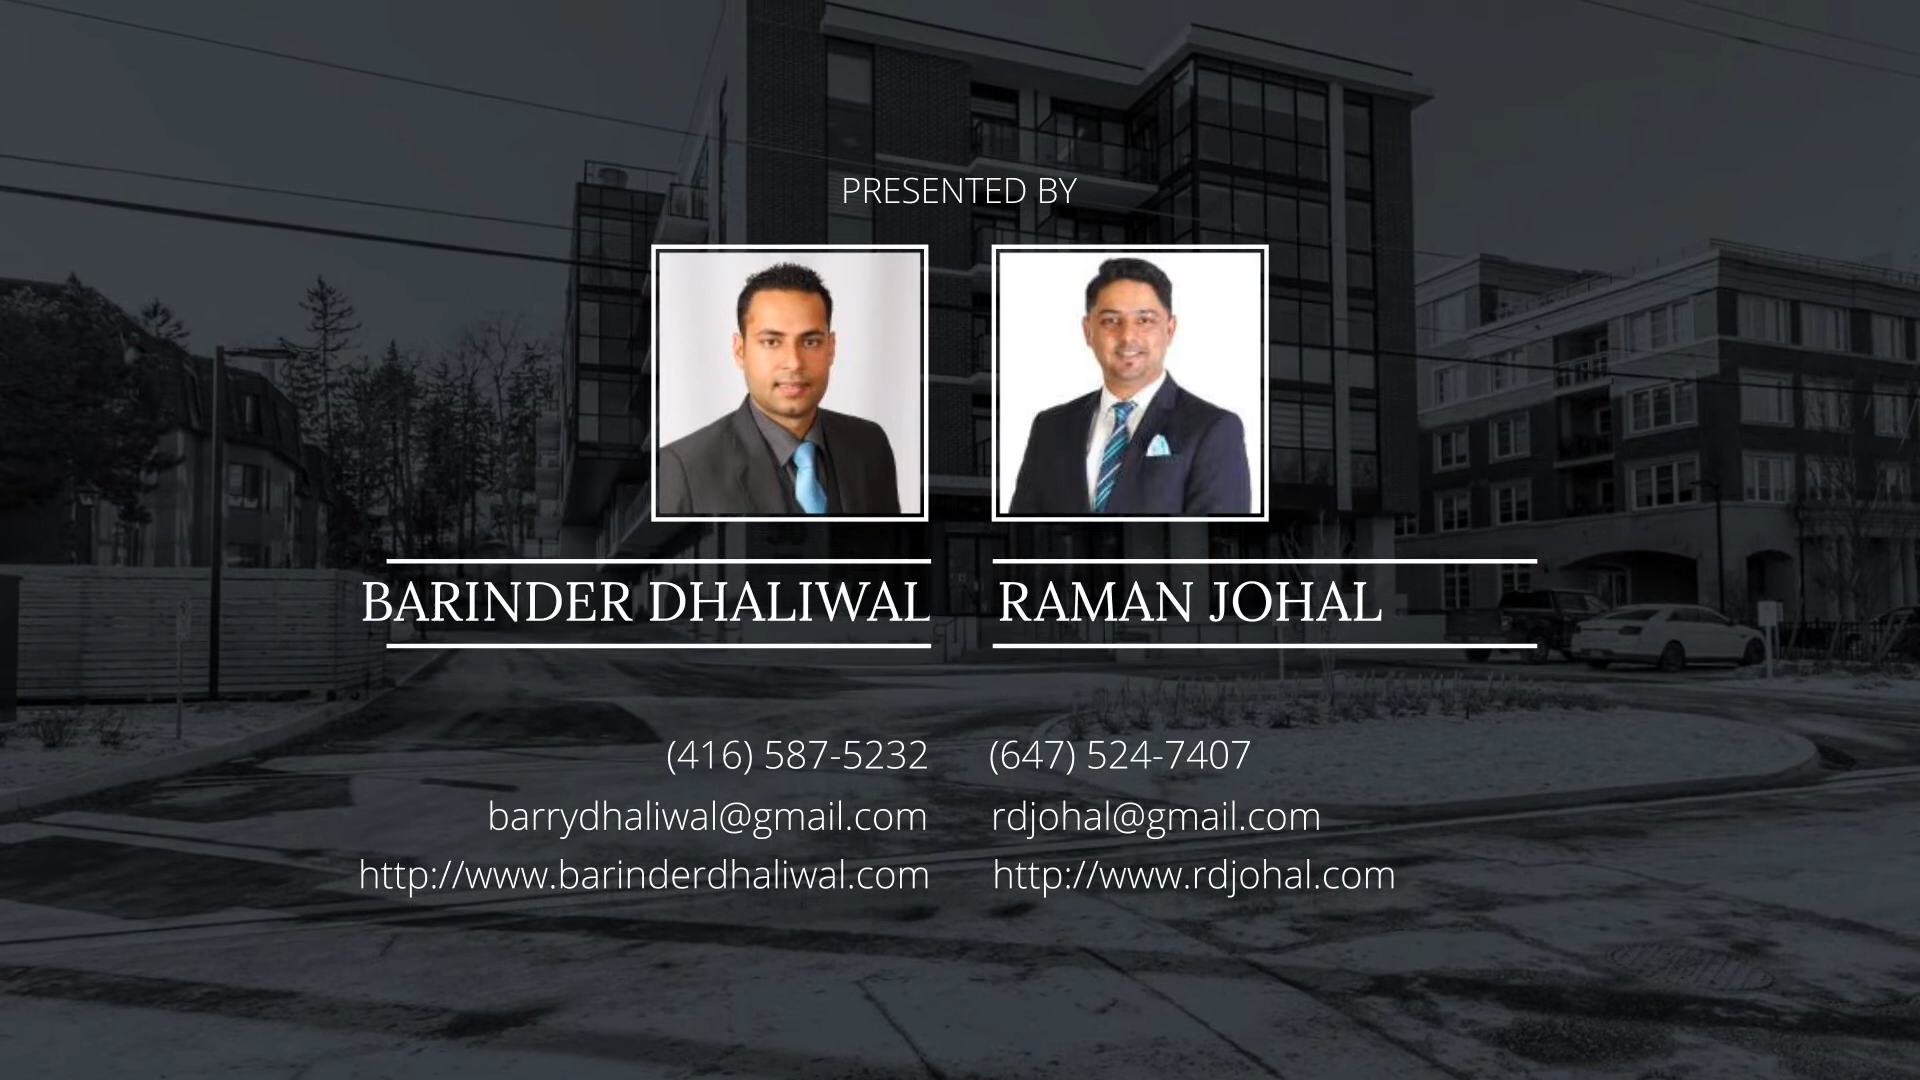 PRESENTED BY
BARINDER DHALIWAL
(416) 587-5232
barrydhaliwal@gmail.com
http://www.barinderdhaliwal.com
RAMAN JOHAL
(647) 524-7407
rdjohal@gmail.com
http://www.rdjohal.com